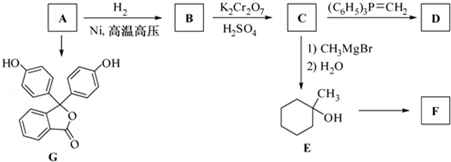 A
H2
Ni, 高温高压
B
K2Cr2O7
H2SO4
C
(C6H5)3P=CH2
D
1) CH3MgBr
2) H2O
HO
OH
O
O
G
CH3
OH
E
F